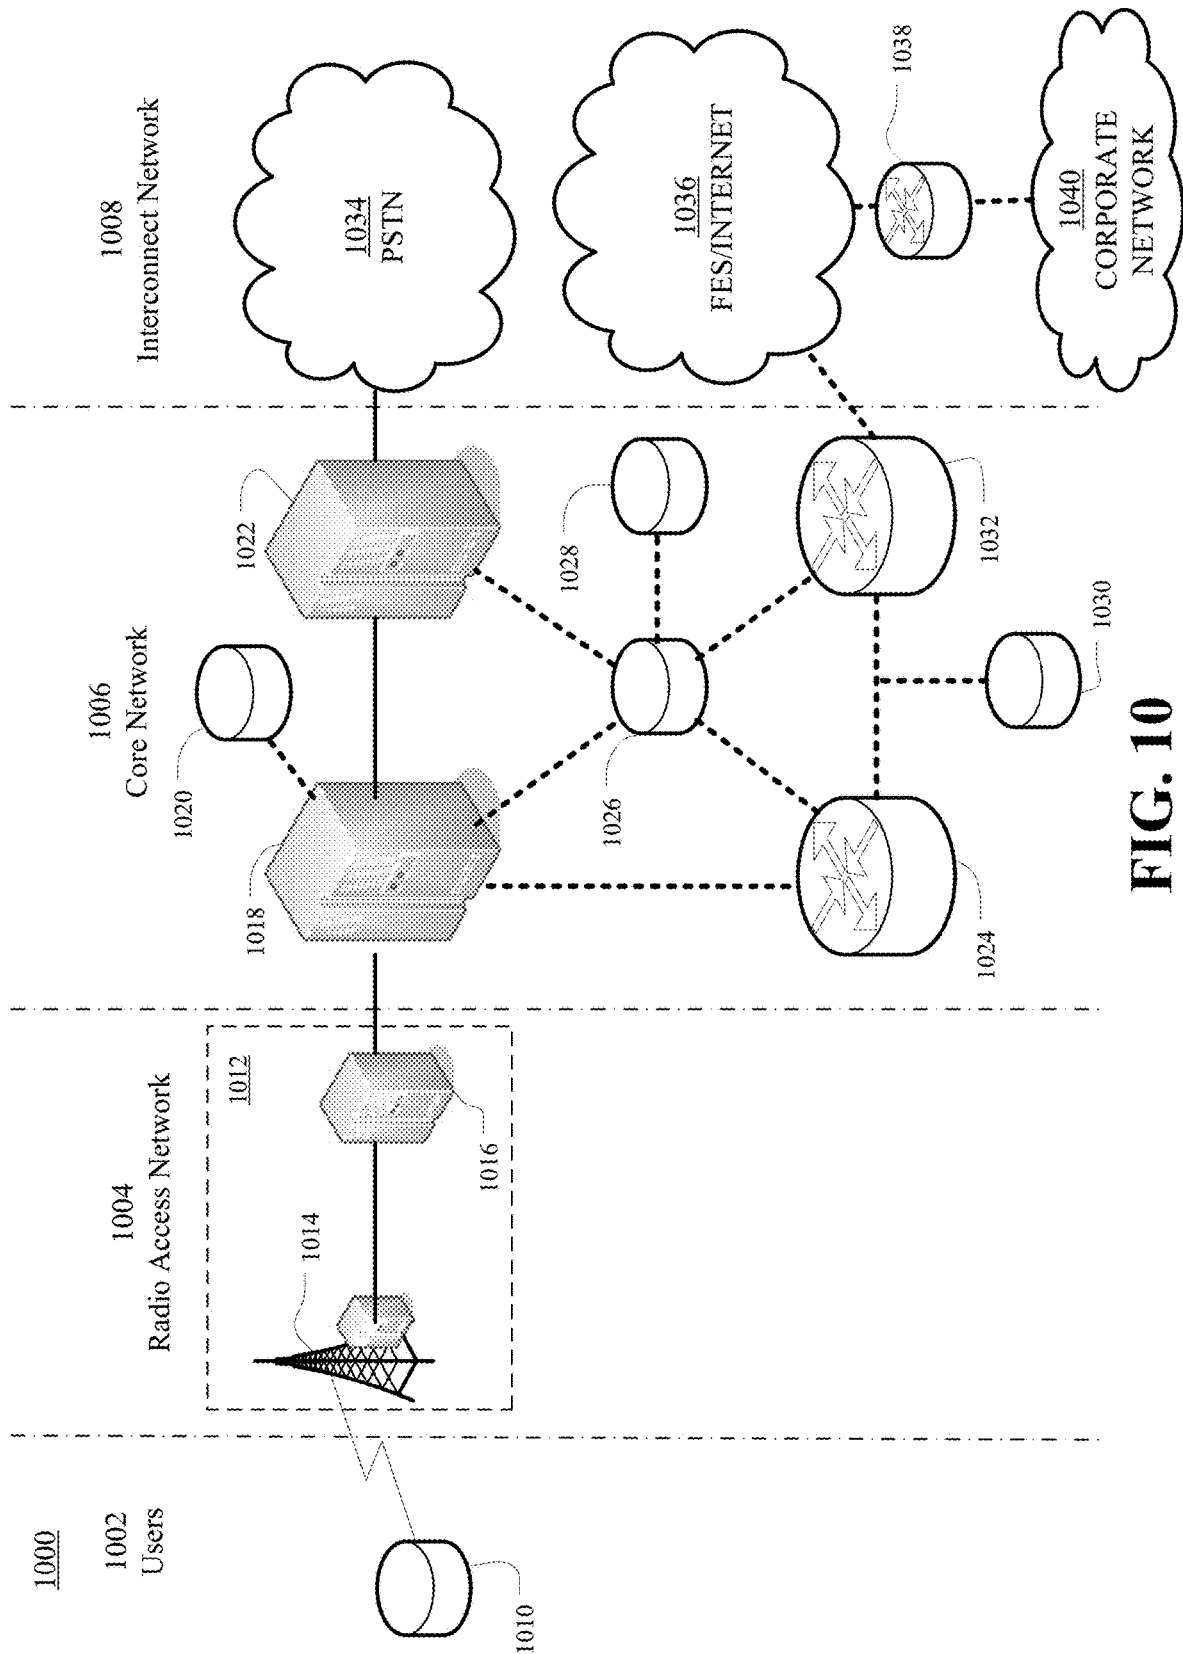 1000
1002
Users
1004
Radio Access Network
1006
Core Network
1008
Interconnect Network
1010
1012
1014
1016
1018
1020
1022
1024
1026
1028
1030
1032
1034
PSTN
1036
FES/INTERNET
1038
1040
CORPORATE
NETWORK
FIG. 10